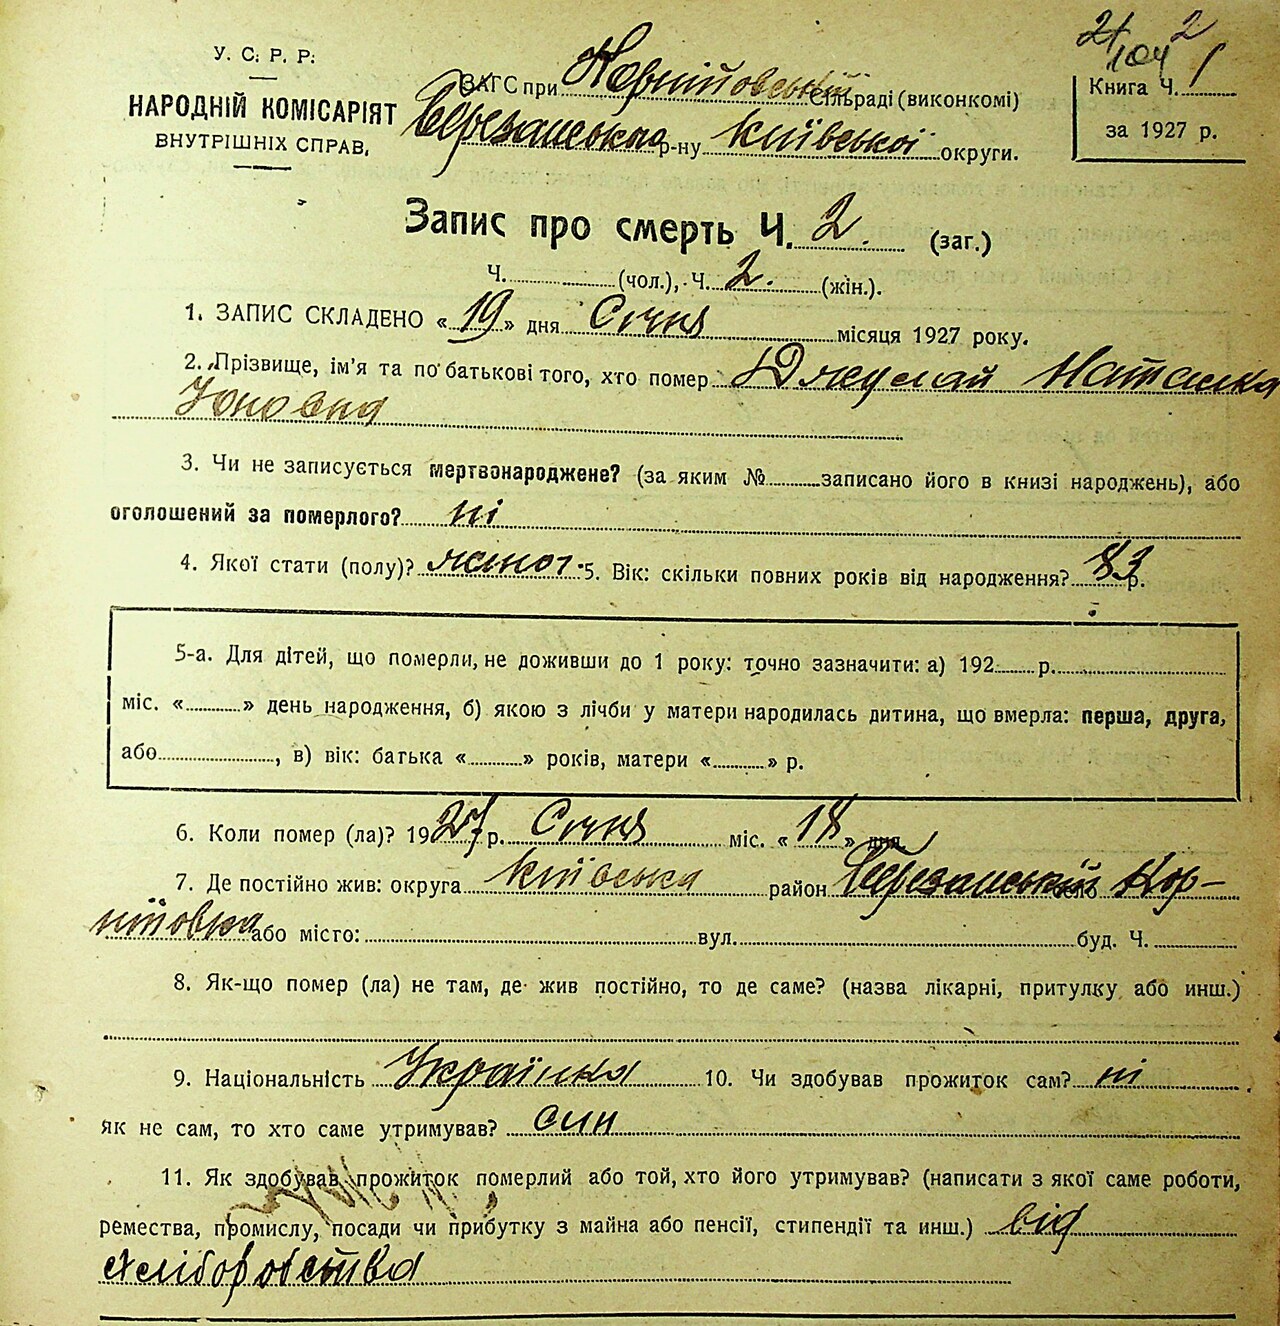 У. С. Р. Р.
НАРОДНІЙ КОМІСАРІЯТ
ВНУТРІШНІХ СПРАВ.
ЗАГС при сільраді (виконкомі)
р-ну Київської округи.
2
Книга Ч. 1
за 1927 р.
Запис про смерть Ч. 2. (заг.)
Ч. (чол.), Ч. 2. (жін.).
1. ЗАПИС СКЛАДЕНО « 19 » дня Січня місяця 1927 року.
2. Прізвище, ім'я та по батькові того, хто помер Наталка
3. Чи не записується мертвонароджене? (за яким № записано його в книзі народжень), або
оголошений за померлого? ні
4. Якої стати (полу)? жіноч. 5. Вік: скільки повних років від народження? 83 р.
5-а. Для дітей, що померли, не доживши до 1 року: точно зазначити: а) 192 р.
міс. « » день народження, б) якою з лічби у матери народилась дитина, що вмерла: перша, друга,
або , в) вік: батька « » років, матери « » р.
6. Коли помер (ла)? 1927 р. Січня міс. « 18 » дня
7. Де постійно жив: округа Київська район Березанський село
або місто: вул. буд. Ч.
8. Як-що помер (ла) не там, де жив постійно, то де саме? (назва лікарні, притулку або инш.)
9. Національність Українка 10. Чи здобував прожиток сам? ні
як не сам, то хто саме утримував? син
11. Як здобував прожиток померлий або той, хто його утримував? (написати з якої саме роботи,
ремества, промислу, посади чи прибутку з майна або пенсії, стипендії та инш.) від
хліборобства